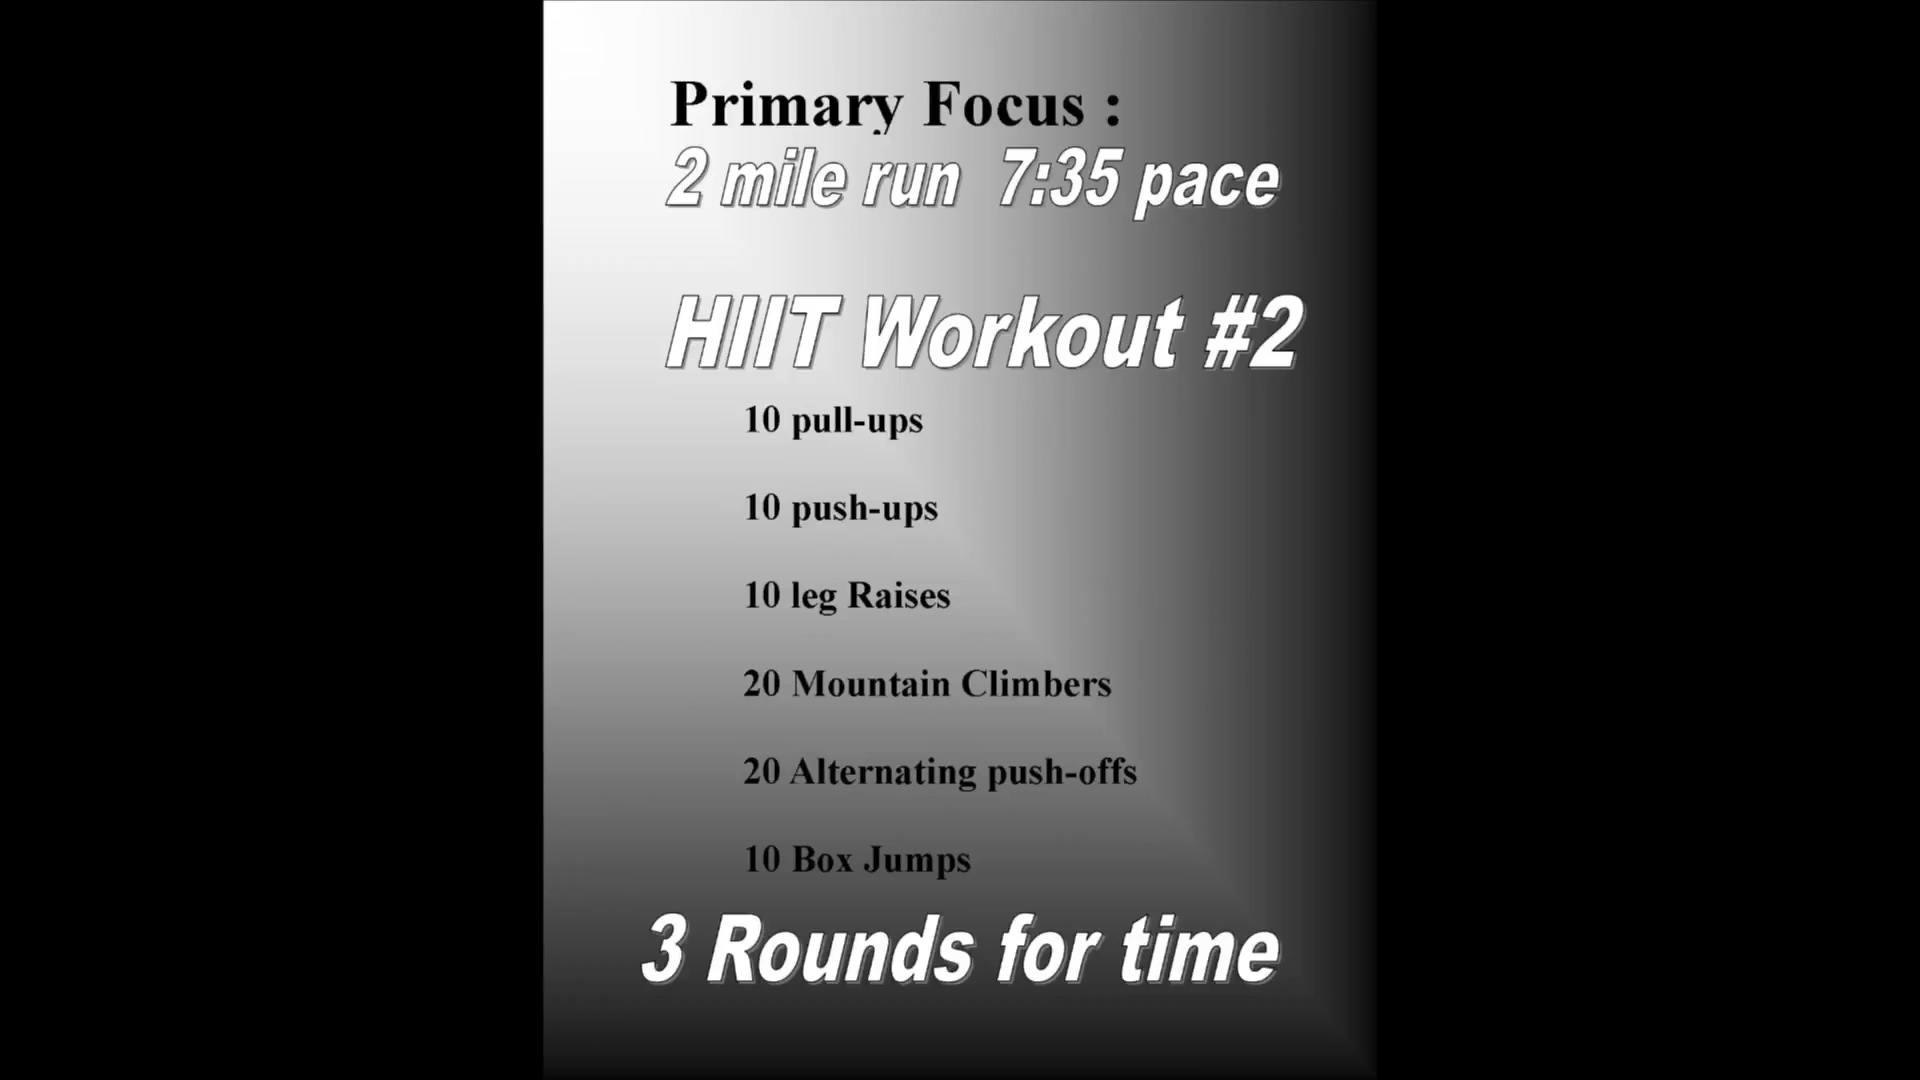 Primary Focus :
2 mile run 7:35 pace
HIIT Workout #2
10 pull-ups
10 push-ups
10 leg Raises
20 Mountain Climbers
20 Alternating push-offs
10 Box Jumps
3 Rounds for time